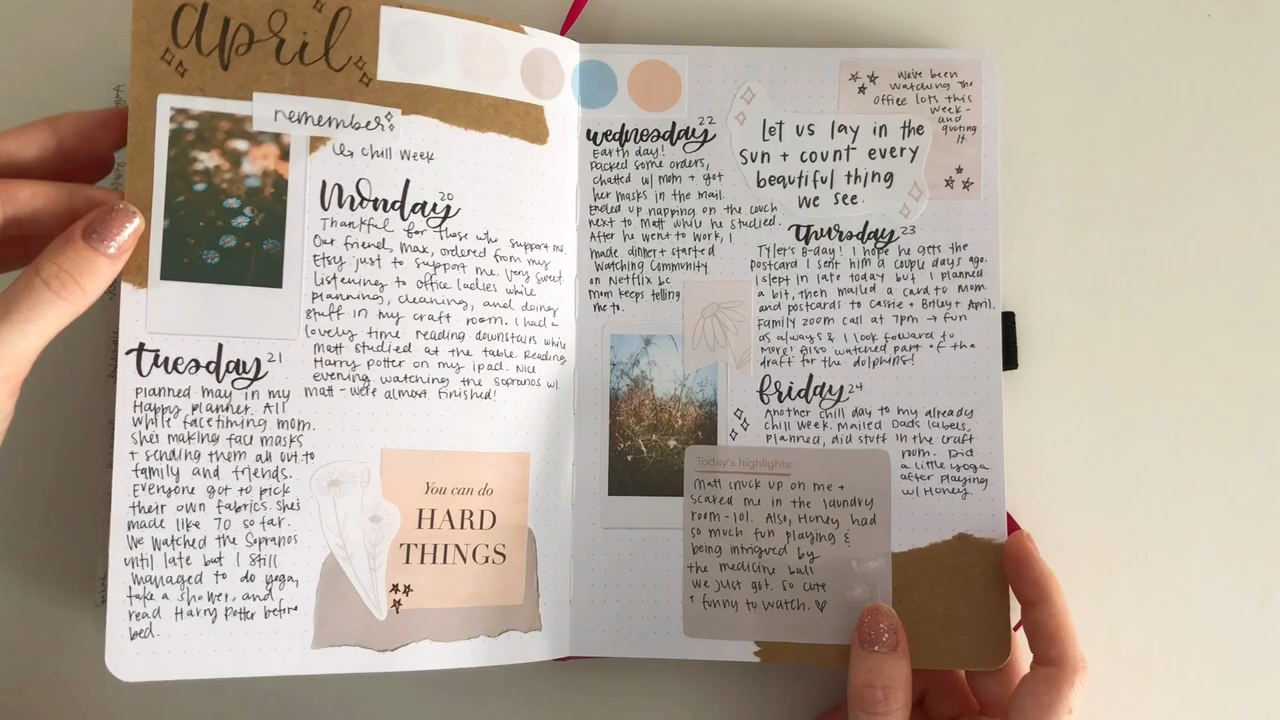 april
remember:
↳ chill week
Monday 20
Thankful for those who support me.
Our friend, Max, ordered from my
Etsy just to support me. Very sweet.
Listening to office ladies while
planning, cleaning, and doing
stuff in my craft room. I had a
lovely time reading downstairs while
Matt studied at the table. Reading
Harry Potter on my ipad. Nice
evening watching the Sopranos w/
Matt - we're almost finished!
tuesday 21
planned may in my
Happy planner. All
while facetiming mom.
she's making face masks
+ sending them all out to
family and friends.
Everyone got to pick
their own fabrics. She's
made like 70 so far.
We watched the Sopranos
until late but I still
managed to do yoga,
take a shower, and
read Harry Potter before
bed.
You can do
HARD
THINGS
wednesday 22
Earth day!
Packed some orders,
chatted w/ mom + got
her masks in the mail.
Ended up napping on the couch
next to Matt while he studied.
After he went to work, I
made dinner + started
watching Community
on Netflix bc
mom keeps telling
me to.
We've been
watching the
office lots this
week -
and
quoting
it.
Let us lay in the
sun + count every
beautiful thing
we see.
Thursday 23
Tyler's B-day! I hope he gets the
postcard I sent him a couple days ago.
I slept in late today but I planned
a bit, then mailed a card to Mom
and postcards to Cassie + Briley + April.
Family zoom call at 7pm → fun
as always & I look forward to
more! Also watched part of the
draft for the dolphins!
friday 24
Another chill day to my already
chill week. Mailed Dads labels,
planned, did stuff in the craft
room. Did
a little yoga
after playing
w/ Honey.
Today's highlights:
Matt snuck up on me +
scared me in the laundry
room - lol. Also, Honey had
so much fun playing &
being intrigued by
the medicine ball
we just got. So cute
+ funny to watch. ♡